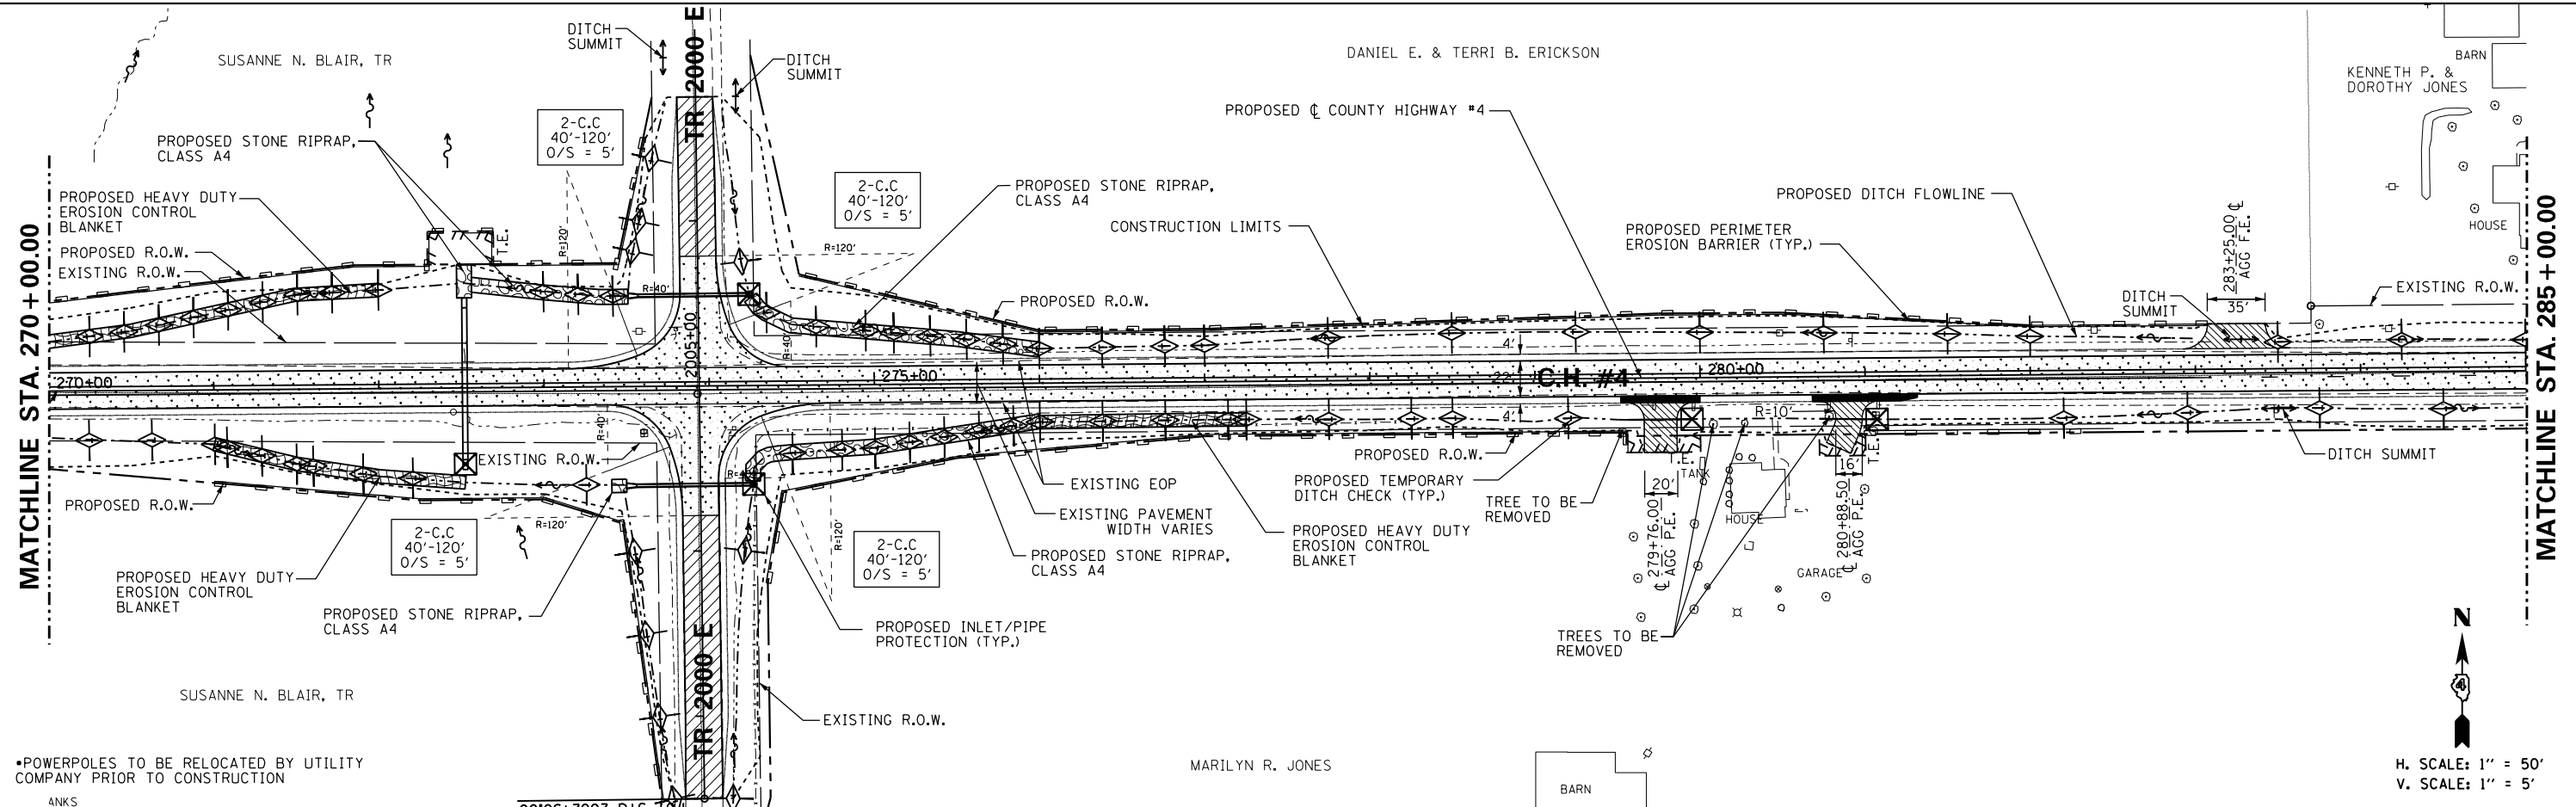 MATCHLINE STA. 270+00.00
SUSANNE N. BLAIR, TR
DITCH
SUMMIT
TR 2000 E
DITCH
SUMMIT
DANIEL E. & TERRI B. ERICKSON
BARN
KENNETH P. &
DOROTHY JONES
HOUSE
PROPOSED ℄ COUNTY HIGHWAY #4
PROPOSED STONE RIPRAP,
CLASS A4
2-C.C
40'-120'
O/S = 5'
2-C.C
40'-120'
O/S = 5'
PROPOSED STONE RIPRAP,
CLASS A4
PROPOSED DITCH FLOWLINE
PROPOSED HEAVY DUTY
EROSION CONTROL
BLANKET
CONSTRUCTION LIMITS
PROPOSED PERIMETER
EROSION BARRIER (TYP.)
283+25.00 ℄
AGG F.E.
35'
PROPOSED R.O.W.
EXISTING R.O.W.
T.E.
R=120'
R=120'
R=40'
R=40'
PROPOSED R.O.W.
DITCH
SUMMIT
EXISTING R.O.W.
MATCHLINE STA. 285+00.00
270+00
2005+00
275+00
4'
22'
4'
C.H. #4
280+00
R=40'
R=10'
EXISTING R.O.W.
R=40'
PROPOSED R.O.W.
R=120'
R=120'
EXISTING EOP
PROPOSED R.O.W.
PROPOSED TEMPORARY
DITCH CHECK (TYP.)
TREE TO BE
REMOVED
T.E.
TANK
20'
HOUSE
16'
T.E.
DITCH SUMMIT
℄ 279+76.00
AGG P.E.
℄ 280+88.50
AGG P.E.
GARAGE
EXISTING PAVEMENT
WIDTH VARIES
2-C.C
40'-120'
O/S = 5'
2-C.C
40'-120'
O/S = 5'
PROPOSED HEAVY DUTY
EROSION CONTROL
BLANKET
PROPOSED STONE RIPRAP,
CLASS A4
PROPOSED HEAVY DUTY
EROSION CONTROL
BLANKET
PROPOSED STONE RIPRAP,
CLASS A4
PROPOSED INLET/PIPE
PROTECTION (TYP.)
TREES TO BE
REMOVED
TR 2000 E
SUSANNE N. BLAIR, TR
EXISTING R.O.W.
MARILYN R. JONES
BARN
N
4
H. SCALE: 1'' = 50'
V. SCALE: 1'' = 5'
•POWERPOLES TO BE RELOCATED BY UTILITY
COMPANY PRIOR TO CONSTRUCTION
ANKS